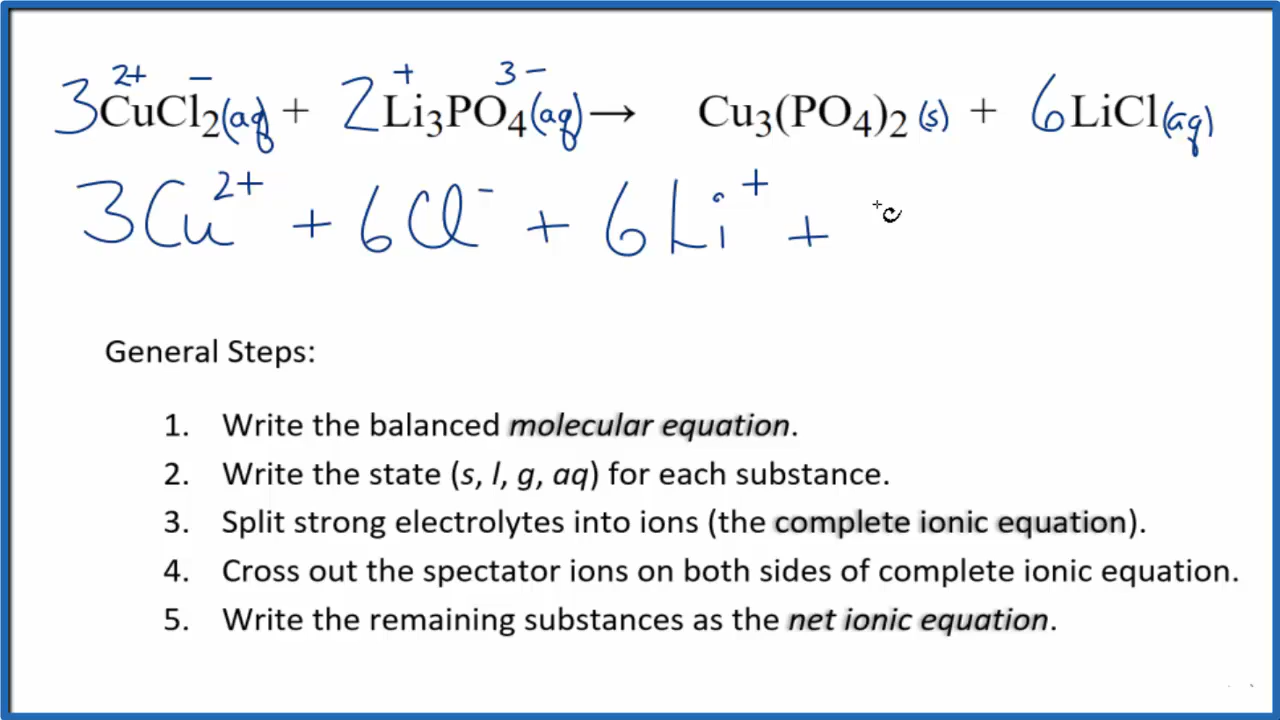 3CuCl₂(aq) + 2Li₃PO₄(aq) → Cu₃(PO₄)₂(s) + 6LiCl(aq)
2+ − + 3−
3Cu²⁺ + 6Cl⁻ + 6Li⁺ +
General Steps:
1. Write the balanced molecular equation.
2. Write the state (s, l, g, aq) for each substance.
3. Split strong electrolytes into ions (the complete ionic equation).
4. Cross out the spectator ions on both sides of complete ionic equation.
5. Write the remaining substances as the net ionic equation.